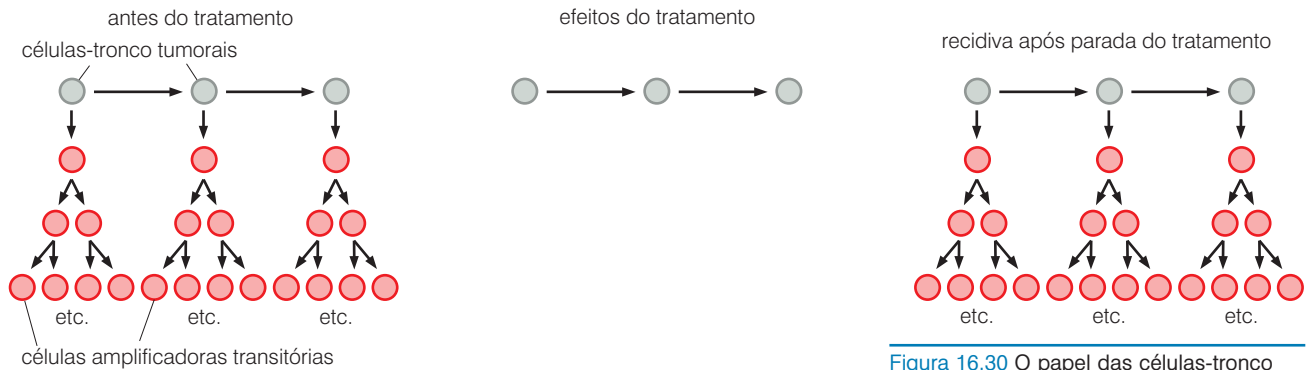 antes do tratamento
células-tronco tumorais
etc.
etc.
etc.
células amplificadoras transitórias
efeitos do tratamento
recidiva após parada do tratamento
etc.
etc.
etc.
Figura 16.30 O papel das células-tronco